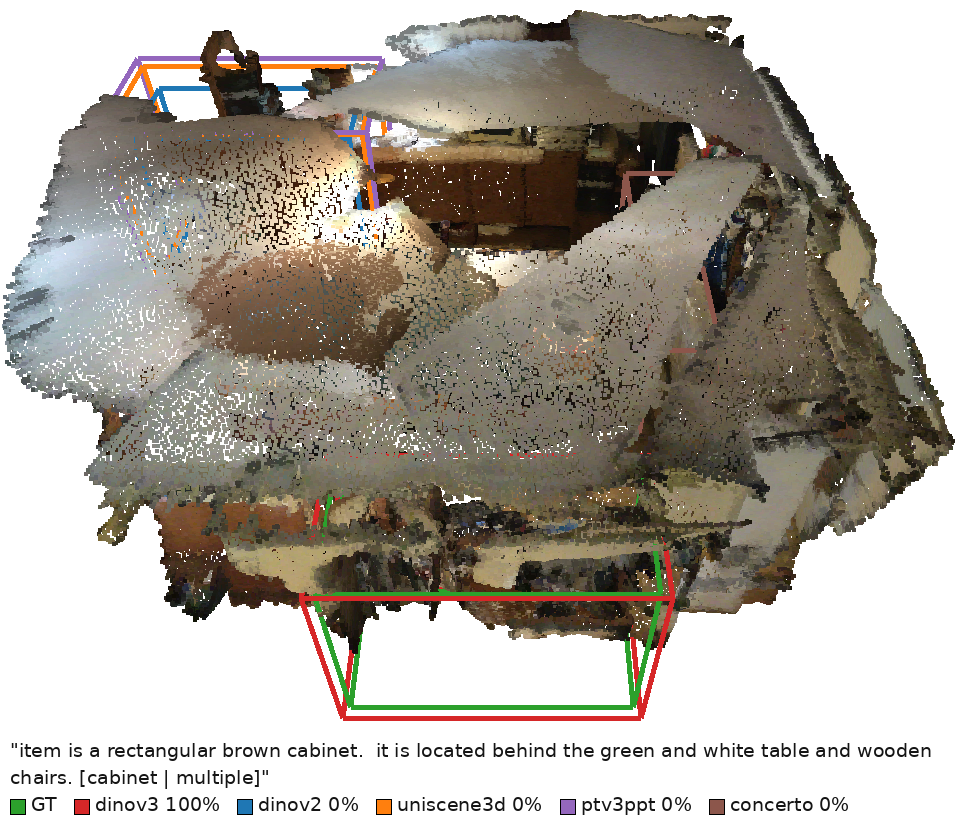 "item is a rectangular brown cabinet.  it is located behind the green and white table and wooden
chairs. [cabinet | multiple]"
GT dinov3 100% dinov2 0% uniscene3d 0% ptv3ppt 0% concerto 0%